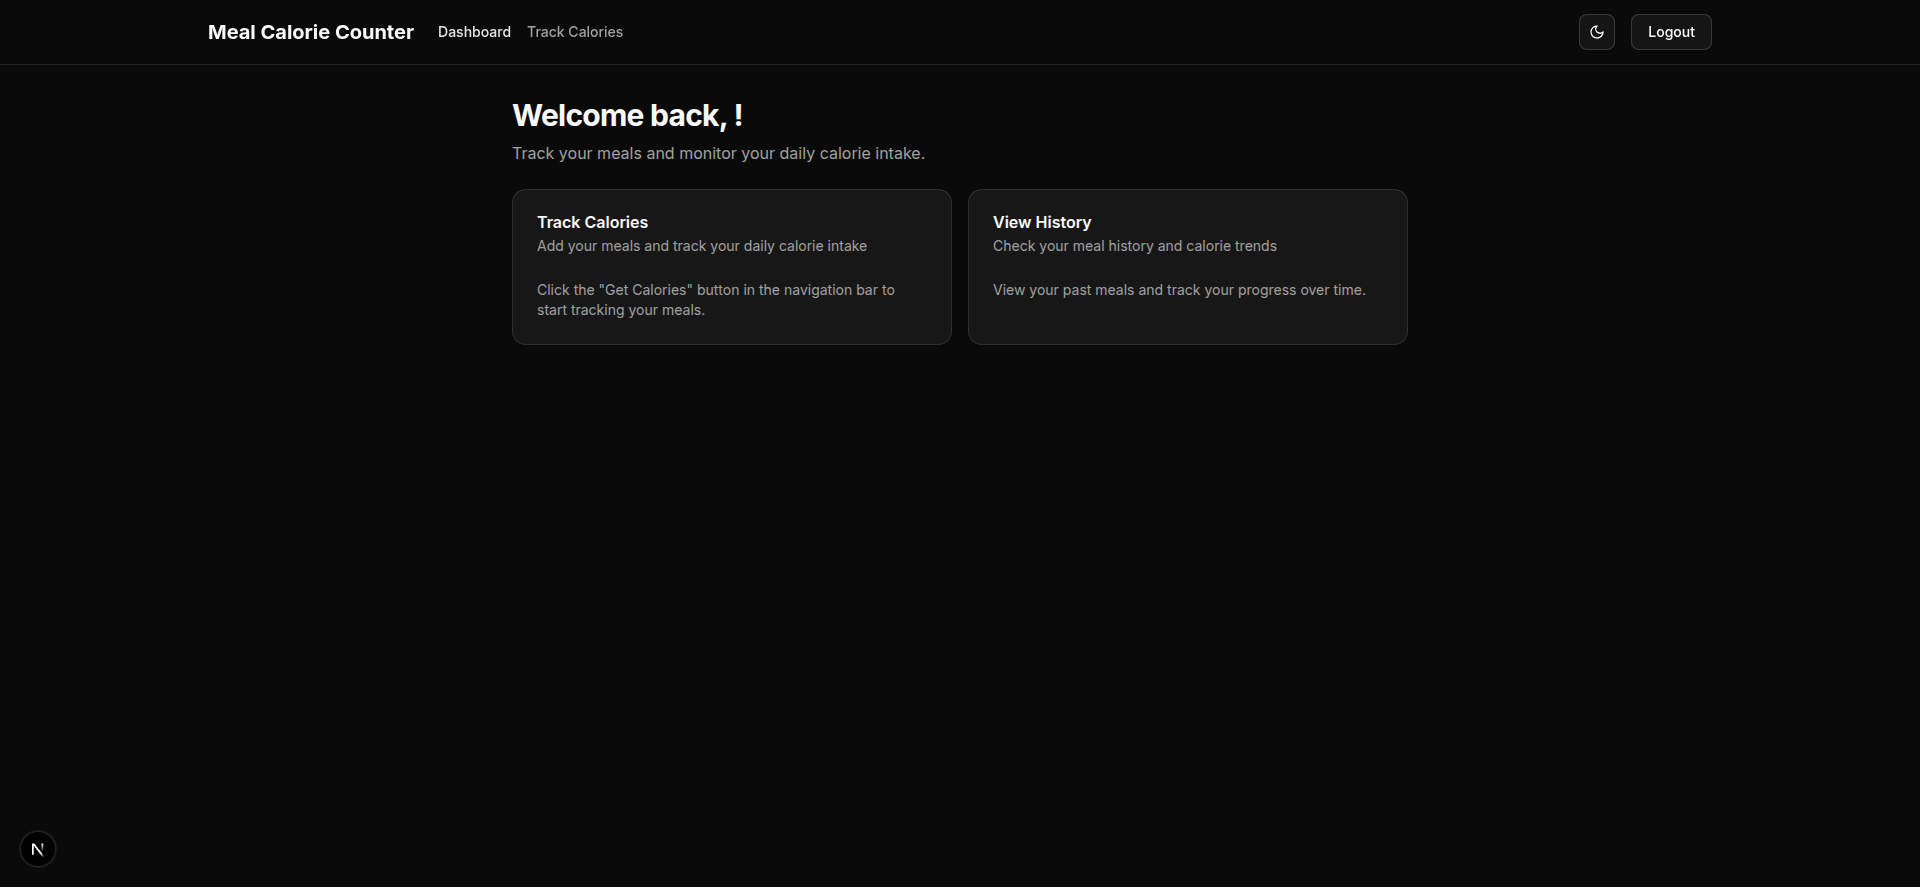 Meal Calorie Counter
Dashboard
Track Calories
Logout
Welcome back, !
Track your meals and monitor your daily calorie intake.
Track Calories
Add your meals and track your daily calorie intake
Click the "Get Calories" button in the navigation bar to
start tracking your meals.
View History
Check your meal history and calorie trends
View your past meals and track your progress over time.
N